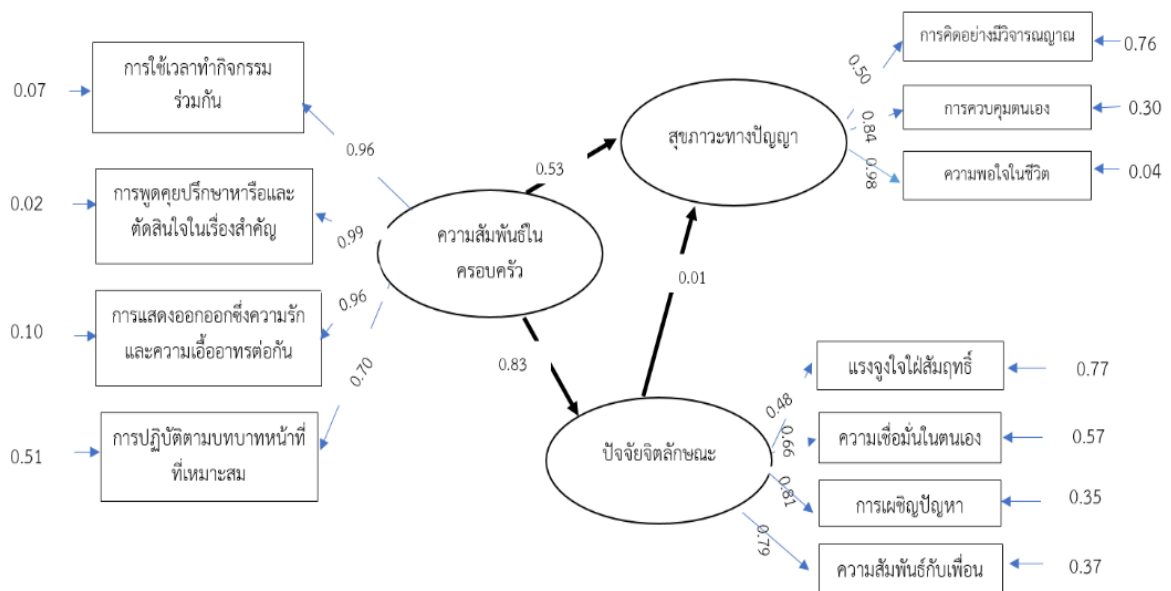 0.07
การใช้เวลาทำกิจกรรม
ร่วมกัน
0.96
0.02
การพูดคุยปรึกษาหารือและ
ตัดสินใจในเรื่องสำคัญ
0.99
0.10
การแสดงออกออกซึ่งความรัก
และความเอื้ออาทรต่อกัน
0.96
0.51
การปฏิบัติตามบทบาทหน้าที่
ที่เหมาะสม
0.70
ความสัมพันธ์ใน
ครอบครัว
0.53
0.83
0.01
สุขภาวะทางปัญญา
0.50
การคิดอย่างมีวิจารณญาณ
0.76
0.84
การควบคุมตนเอง
0.30
0.98
ความพอใจในชีวิต
0.04
ปัจจัยจิตลักษณะ
0.48
แรงจูงใจใฝ่สัมฤทธิ์
0.77
0.66
ความเชื่อมั่นในตนเอง
0.57
0.81
การเผชิญปัญหา
0.35
0.79
ความสัมพันธ์กับเพื่อน
0.37